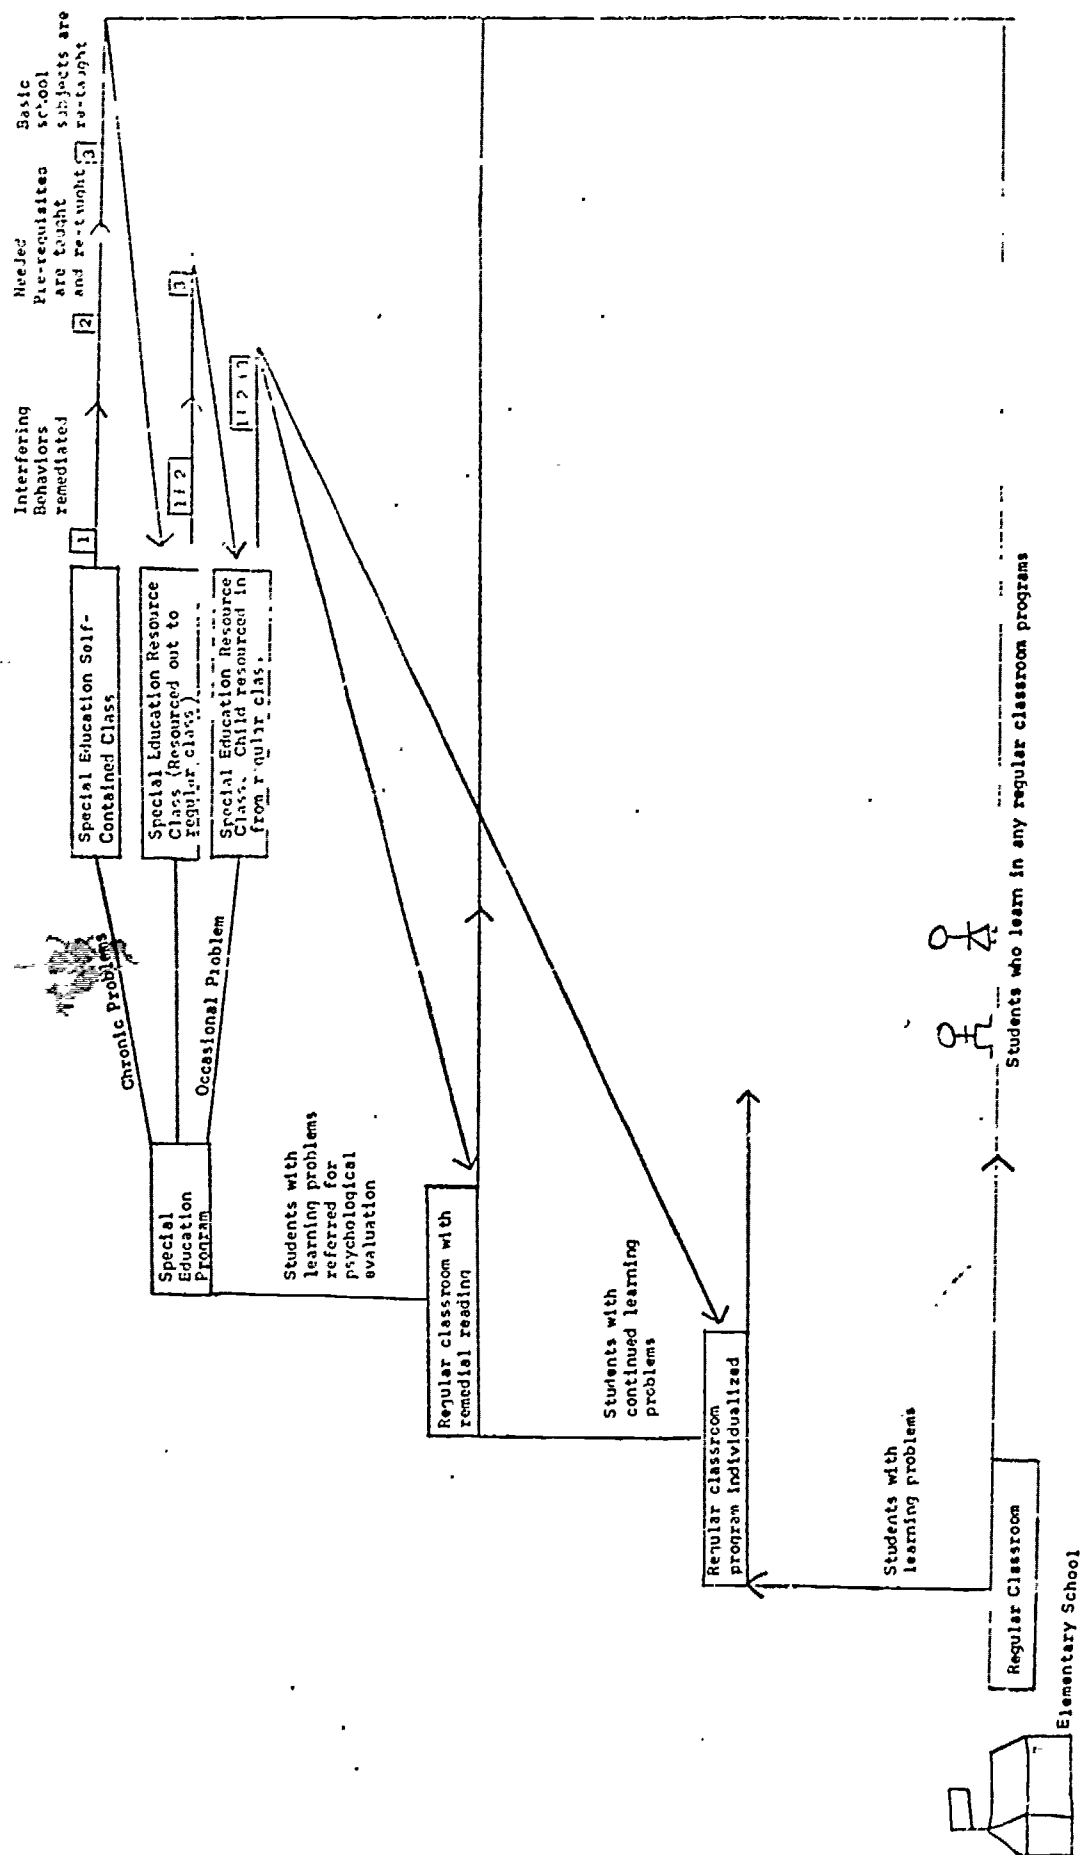 Interfering
Behaviors
remediated
Needed
Pre-requisites
are taught
and re-taught
Basic
school
subjects are
re-taught
1
2
3
Special Education Self-
Contained Class
Chronic Problems
Special Education Resource
Class (Resourced out to
regular class)
1+2
3
Special Education Resource
Class. Child resourced in
from regular clas.
1+2+3
Occasional Problem
Special
Education
Program
Students with
learning problems
referred for
psychological
evaluation
Regular classroom with
remedial reading
Students with
continued learning
problems
Regular classroom
program individualized
Students with
learning problems
Students who learn in any regular classroom programs
Regular Classroom
Elementary School